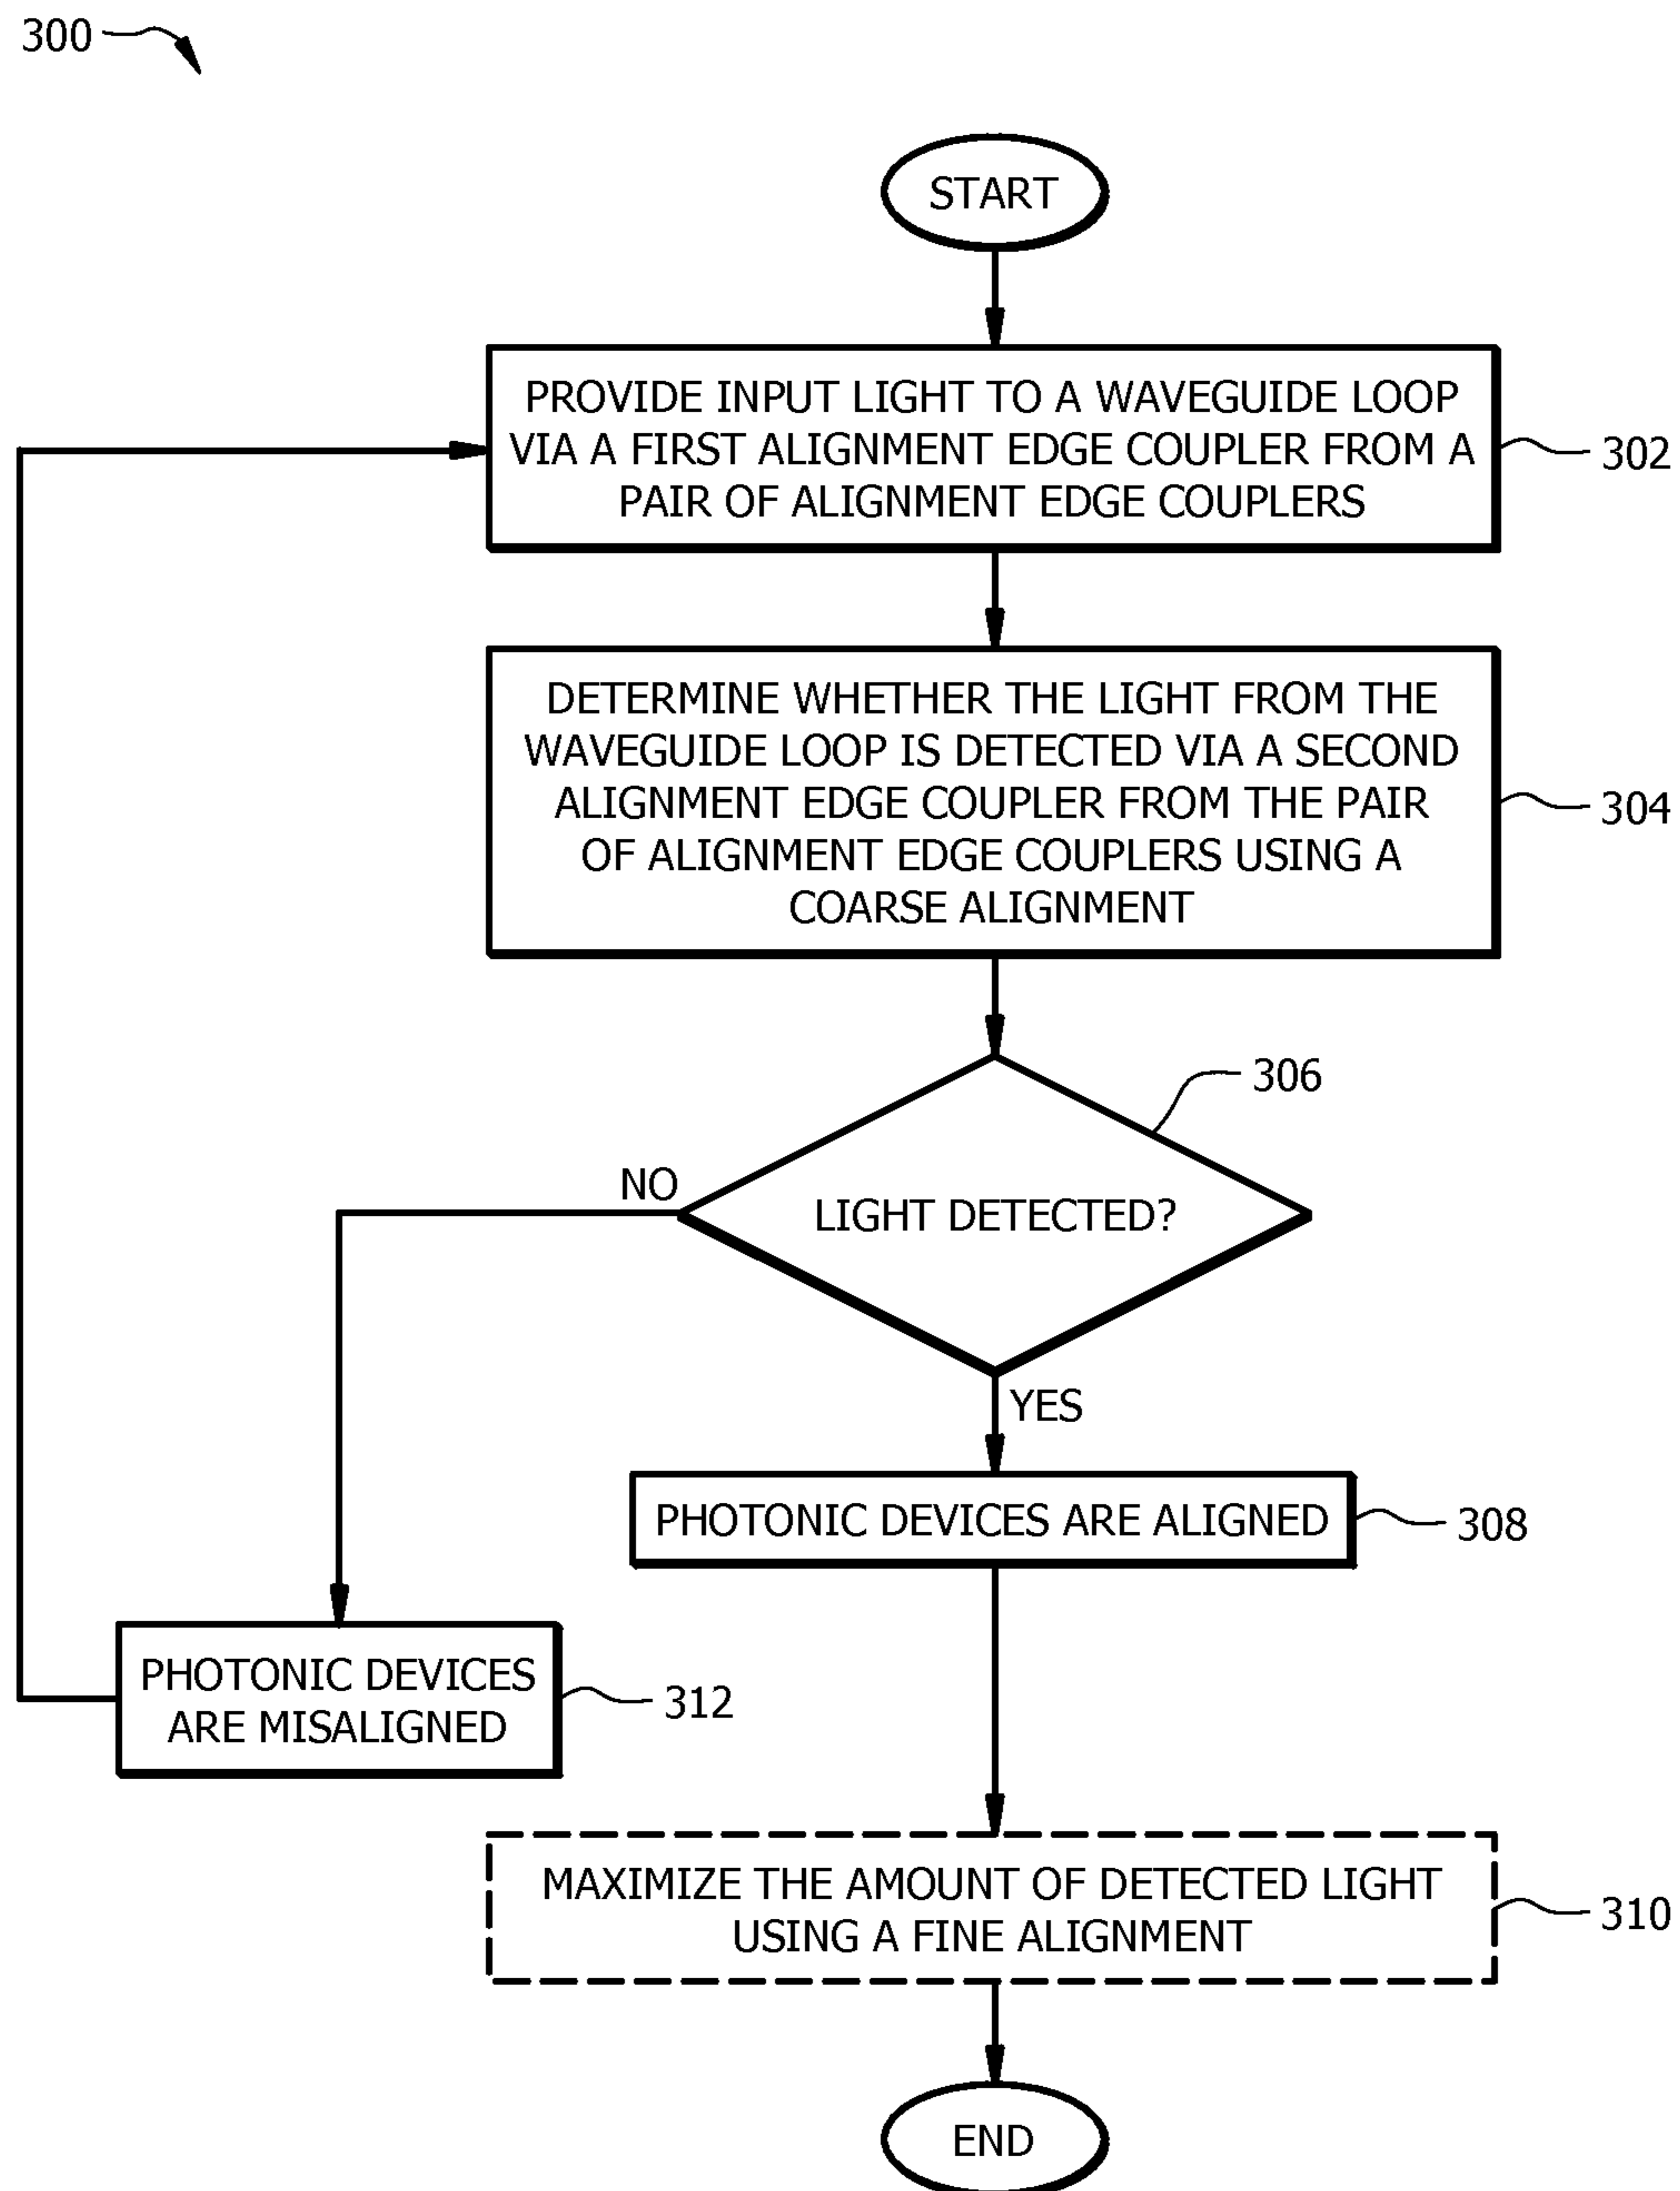 300
START
PROVIDE INPUT LIGHT TO A WAVEGUIDE LOOP
VIA A FIRST ALIGNMENT EDGE COUPLER FROM A
PAIR OF ALIGNMENT EDGE COUPLERS
302
DETERMINE WHETHER THE LIGHT FROM THE
WAVEGUIDE LOOP IS DETECTED VIA A SECOND
ALIGNMENT EDGE COUPLER FROM THE PAIR
OF ALIGNMENT EDGE COUPLERS USING A
COARSE ALIGNMENT
304
306
LIGHT DETECTED?
NO
YES
PHOTONIC DEVICES ARE ALIGNED
308
PHOTONIC DEVICES
ARE MISALIGNED
312
MAXIMIZE THE AMOUNT OF DETECTED LIGHT
USING A FINE ALIGNMENT
310
END